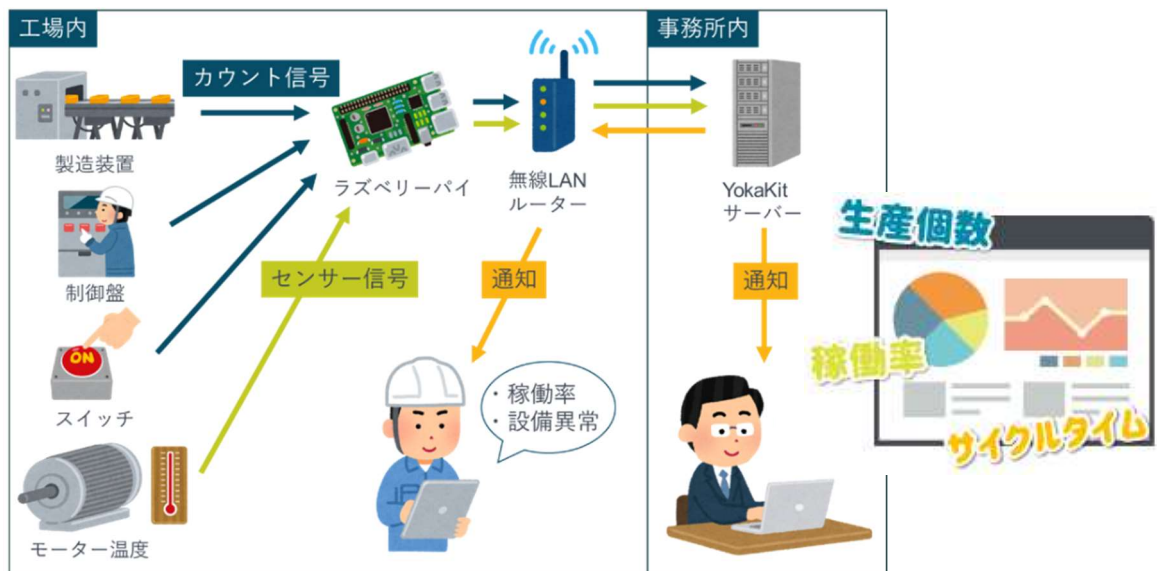 工場内
事務所内
カウント信号
製造装置
ラズベリーパイ
無線LAN
ルーター
YokaKit
サーバー
制御盤
センサー信号
通知
通知
ON
スイッチ
・稼働率
・設備異常
モーター温度
生産個数
稼働率
サイクルタイム